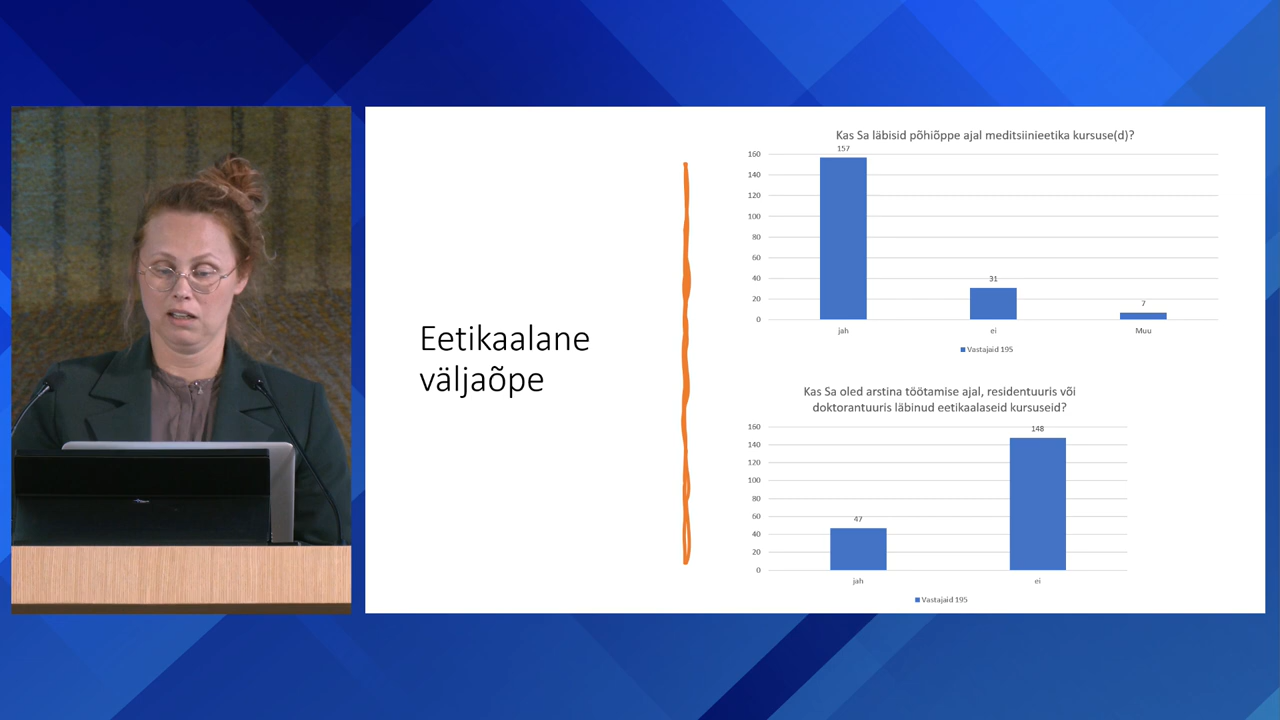 Eetikaalane
väljaõpe
Kas Sa läbisid põhiõppe ajal meditsiinieetika kursuse(d)?
157
160
140
120
100
80
60
40
31
20
7
0
jah
ei
Muu
Vastajaid 195
Kas Sa oled arstina töötamise ajal, residentuuris või
doktorantuuris läbinud eetikaalaseid kursuseid?
160
148
140
120
100
80
60
47
40
20
0
jah
ei
Vastajaid 195